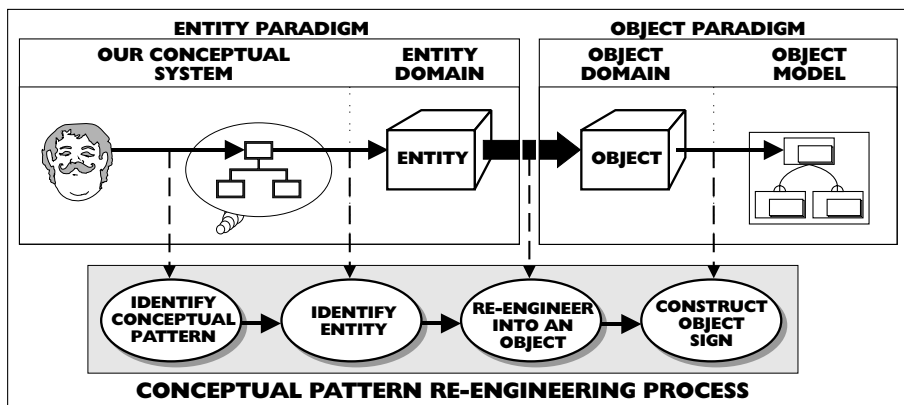 ENTITY PARADIGM
OBJECT PARADIGM
OUR CONCEPTUAL
SYSTEM
ENTITY
DOMAIN
OBJECT
DOMAIN
OBJECT
MODEL
ENTITY
OBJECT
IDENTIFY
CONCEPTUAL
PATTERN
IDENTIFY
ENTITY
RE-ENGINEER
INTO AN
OBJECT
CONSTRUCT
OBJECT
SIGN
CONCEPTUAL PATTERN RE-ENGINEERING PROCESS